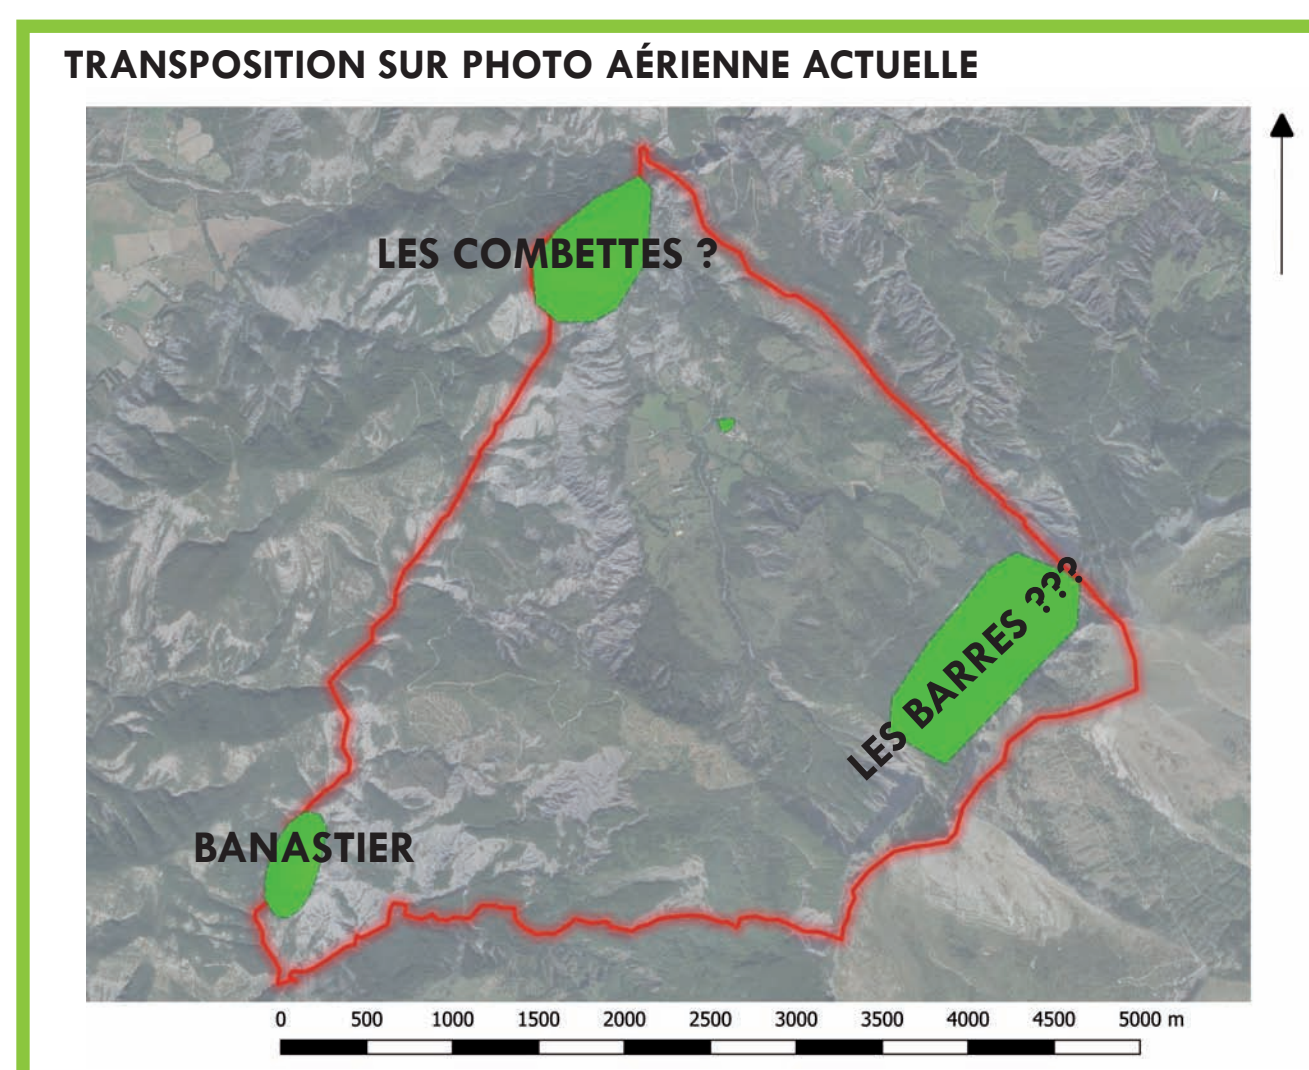 TRANSPOSITION SUR PHOTO AÉRIENNE ACTUELLE
LES COMBETTES ?
LES BARRES ???
BANASTIER
0 500 1000 1500 2000 2500 3000 3500 4000 4500 5000 m